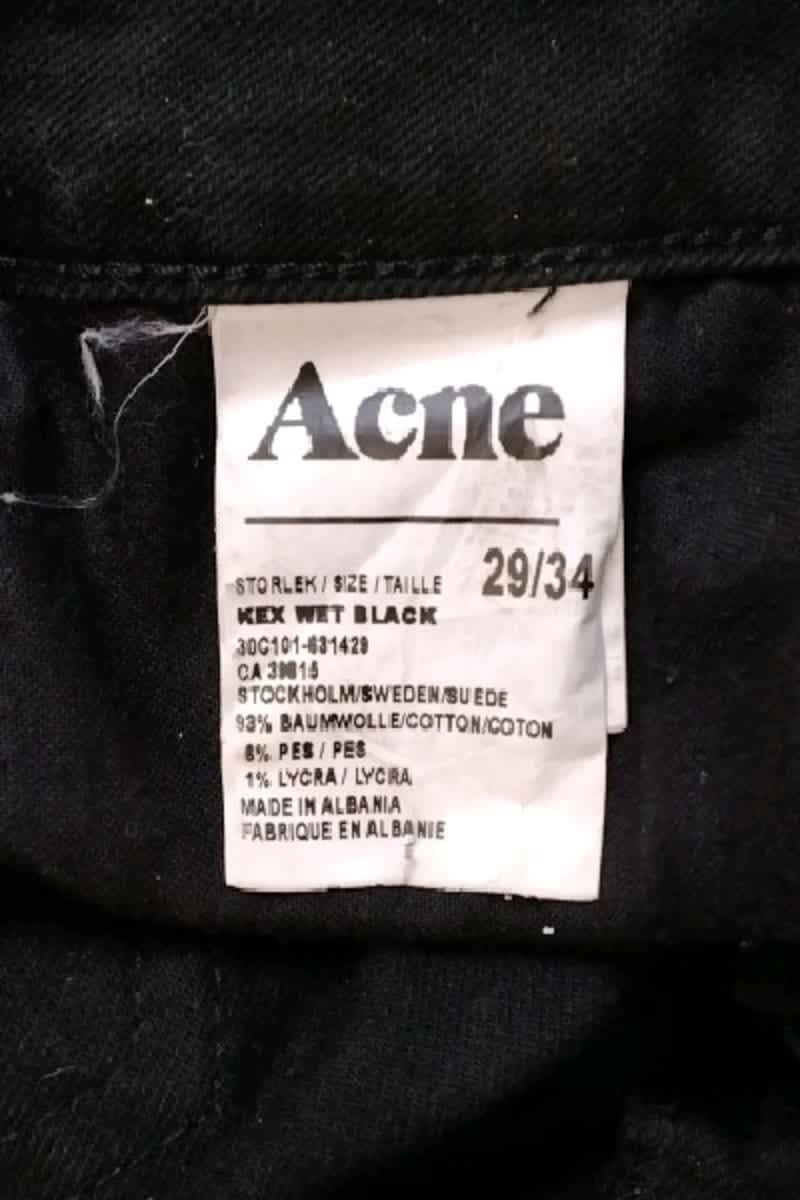 Acne
STORLEK / SIZE / TAILLE 29/34
KEX WET BLACK
30C101-631429
CA 39615
STOCKHOLM/SWEDEN/SUEDE
93% BAUMWOLLE/COTTON/COTON
6% PES / PES
1% LYCRA / LYCRA
MADE IN ALBANIA
FABRIQUE EN ALBANIE